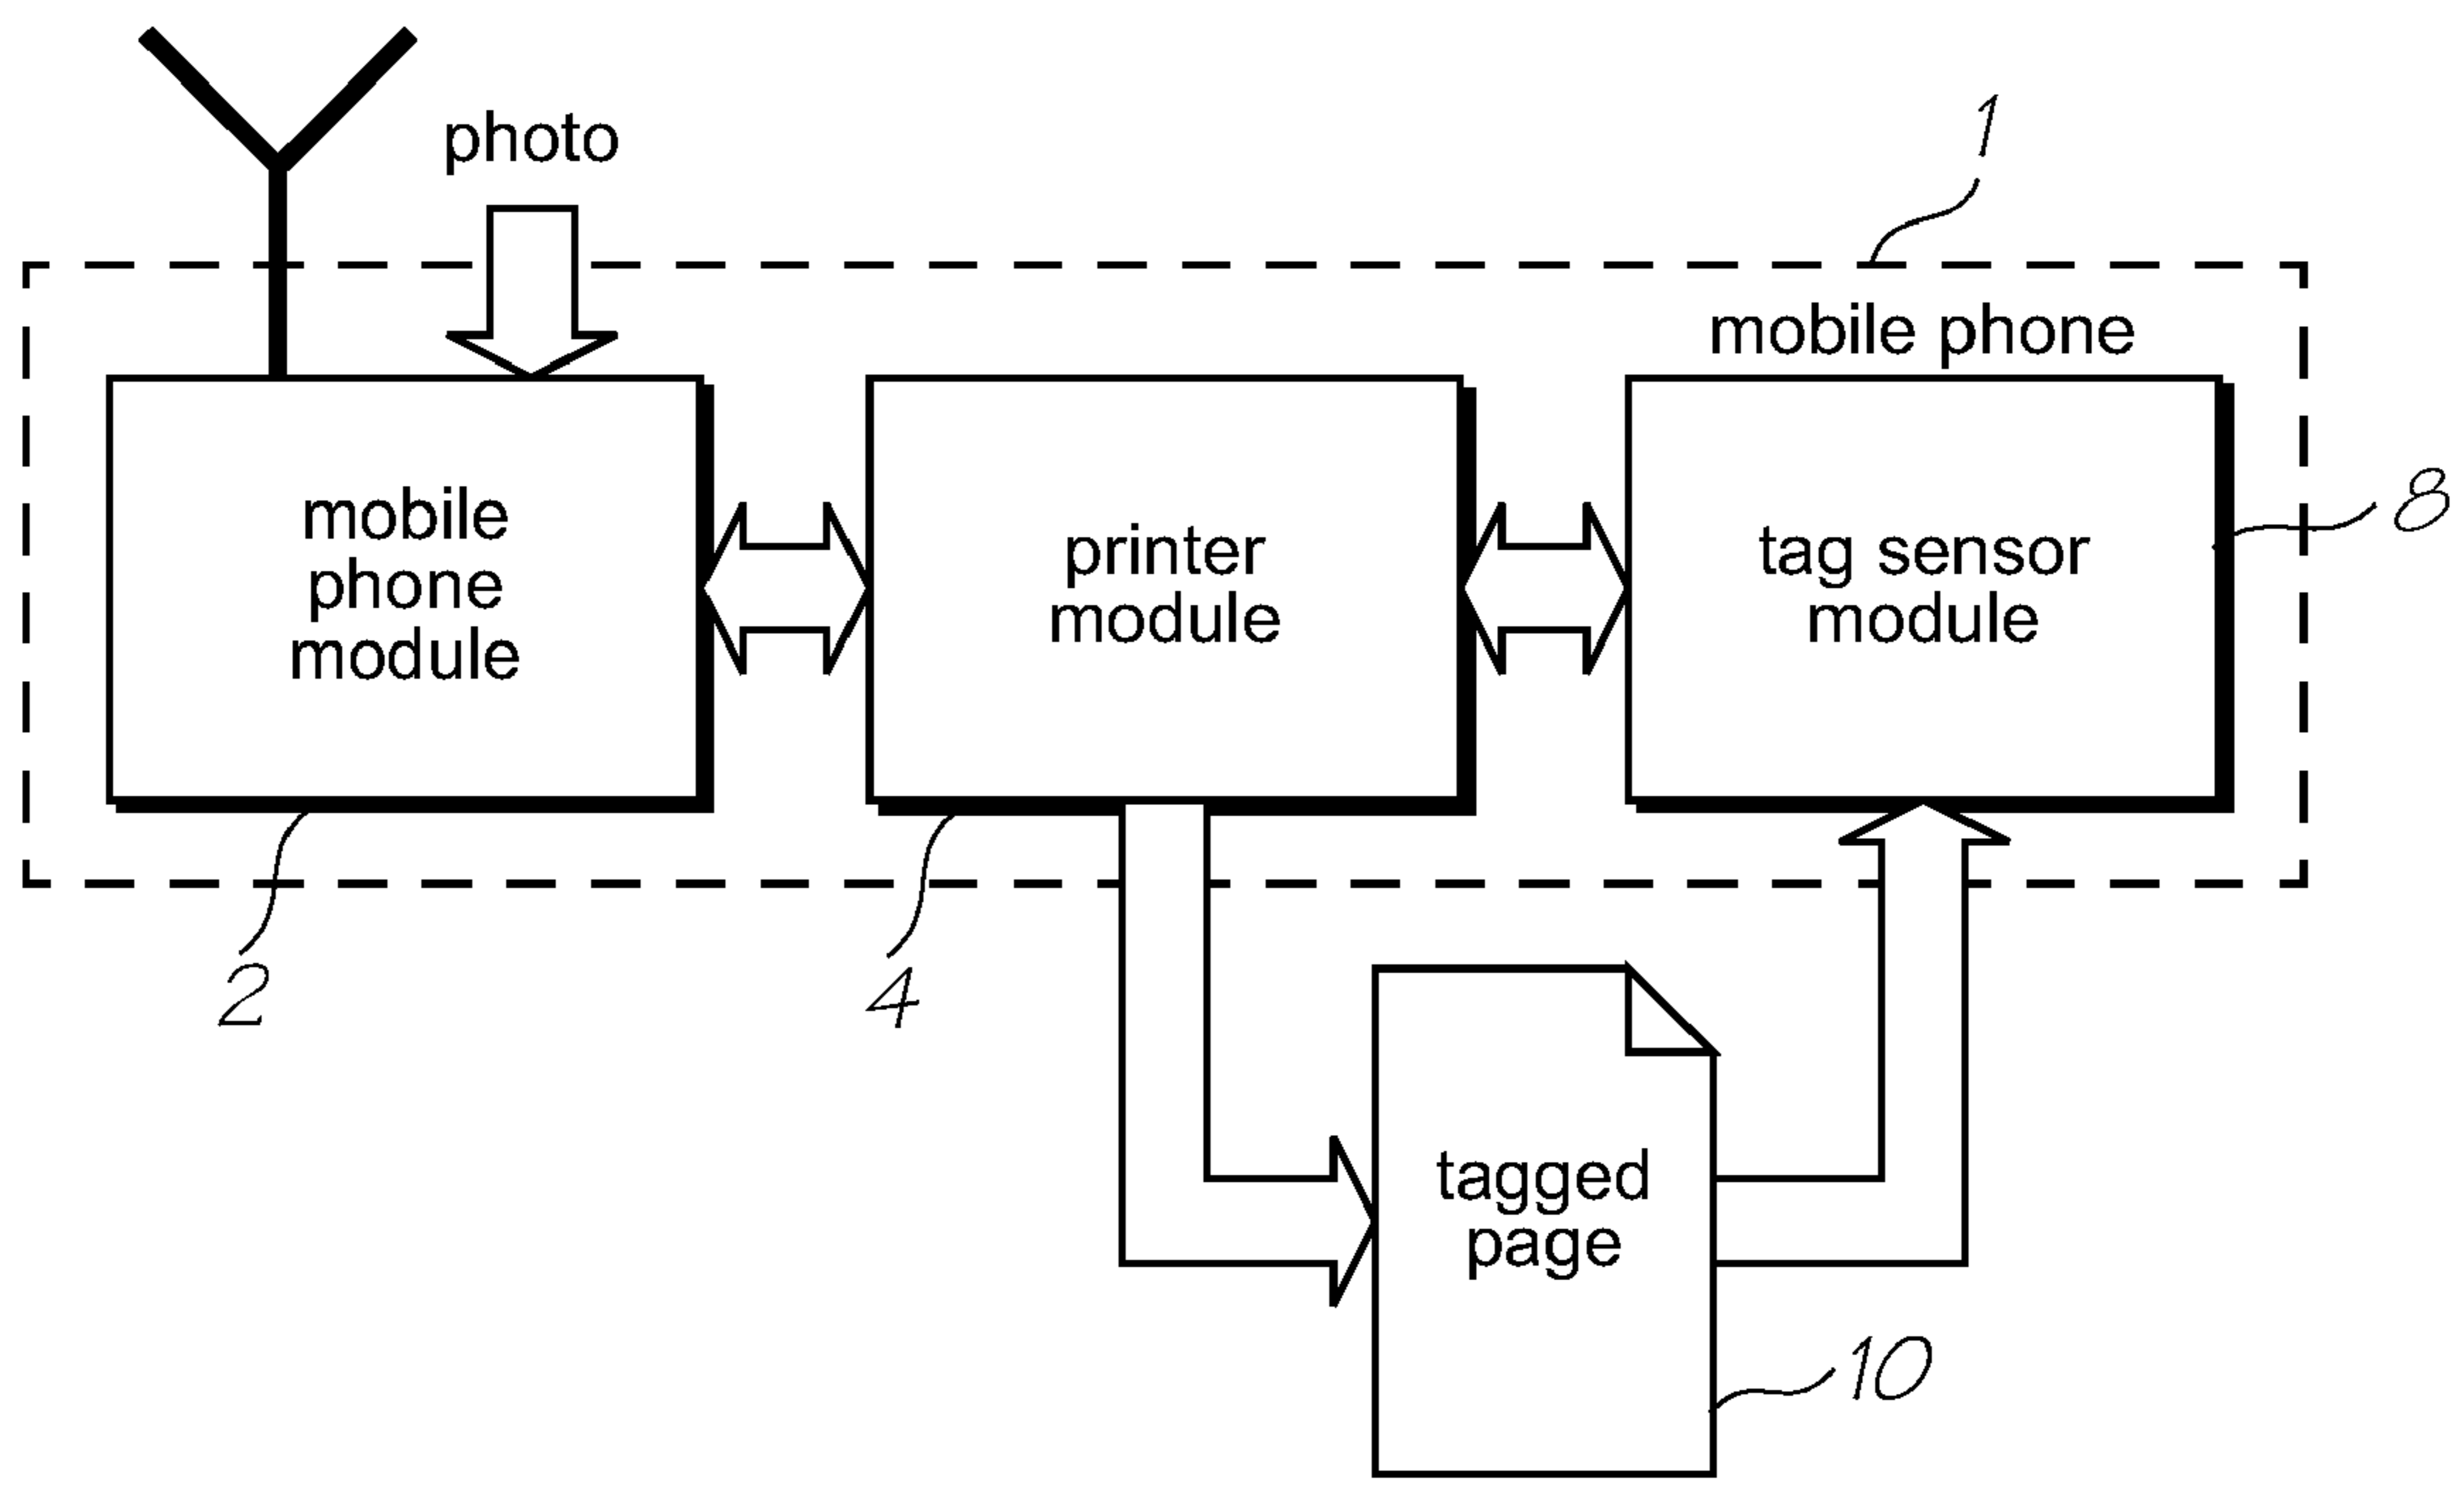 photo
1
mobile phone
mobile
phone
module
printer
module
tag sensor
module
8
2
4
tagged
page
10